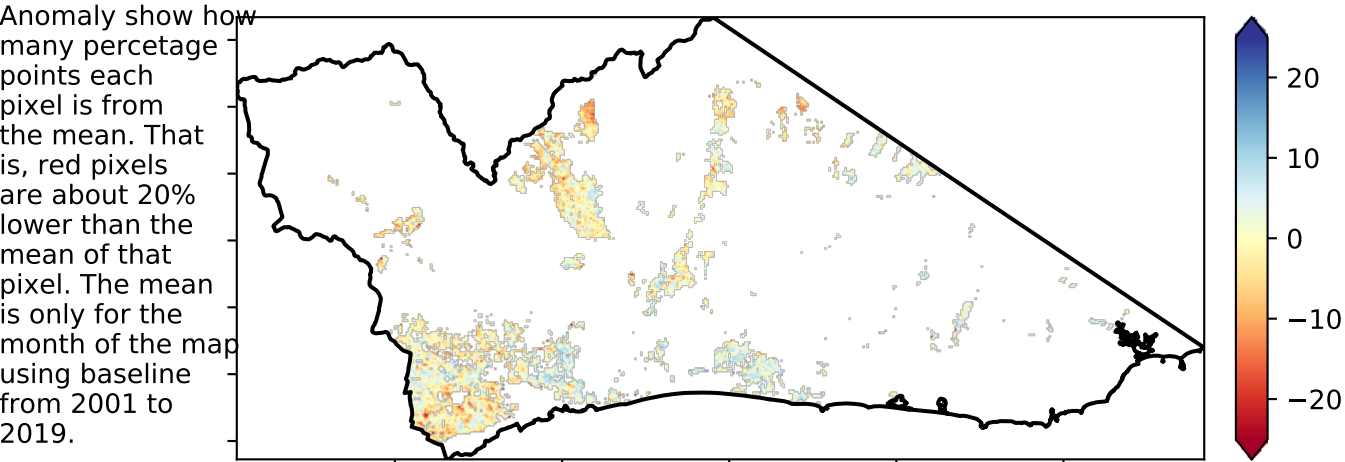 Anomaly show how
many percetage
points each
pixel is from
the mean. That
is, red pixels
are about 20%
lower than the
mean of that
pixel. The mean
is only for the
month of the map
using baseline
from 2001 to
2019.
20
10
0
−10
−20